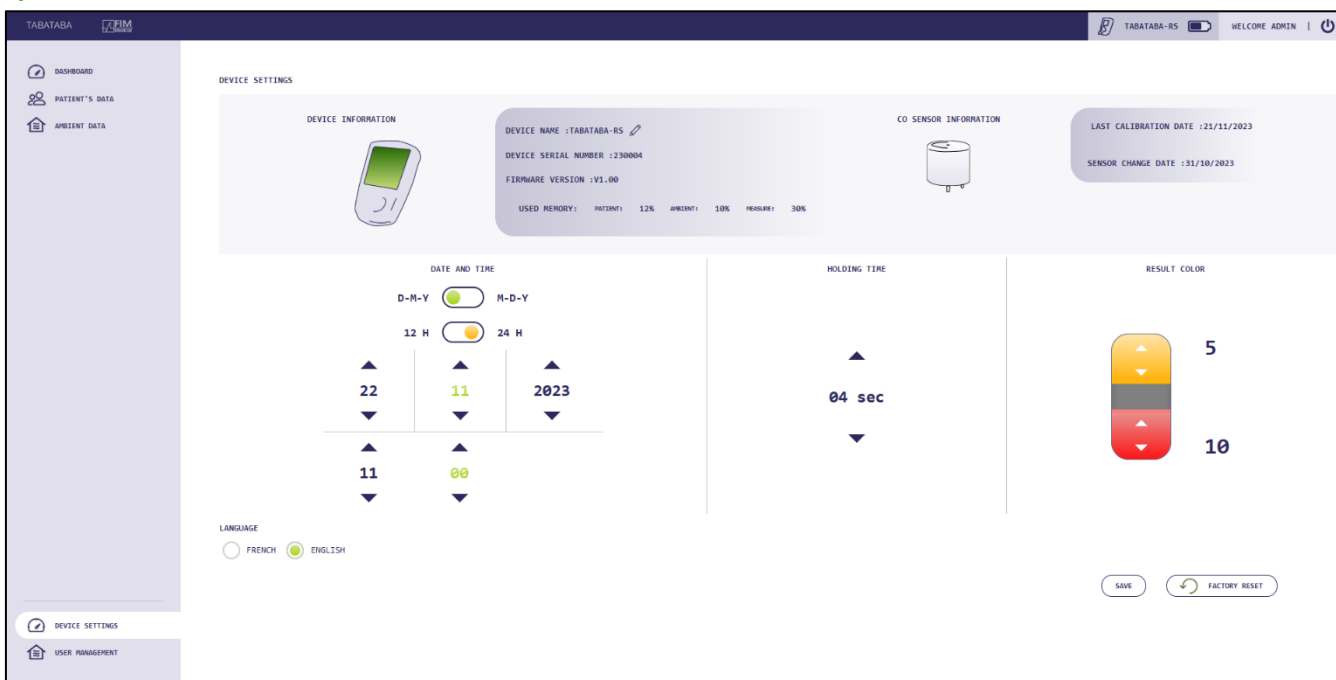 TABATABA FIM Medical TABATABA-RS WELCOME ADMIN |
DASHBOARD
PATIENT'S DATA
AMBIENT DATA
DEVICE SETTINGS
USER MANAGEMENT
DEVICE SETTINGS
DEVICE INFORMATION
DEVICE NAME :TABATABA-RS
DEVICE SERIAL NUMBER :230004
FIRMWARE VERSION :V1.00
USED MEMORY: PATIENT: 12% AMBIENT: 10% MEASURE: 30%
CO SENSOR INFORMATION
LAST CALIBRATION DATE :21/11/2023
SENSOR CHANGE DATE :31/10/2023
DATE AND TIME
D-M-Y M-D-Y
12 H 24 H
22 11 2023
11 00
HOLDING TIME
04 sec
RESULT COLOR
5
10
LANGUAGE
FRENCH ENGLISH
SAVE FACTORY RESET